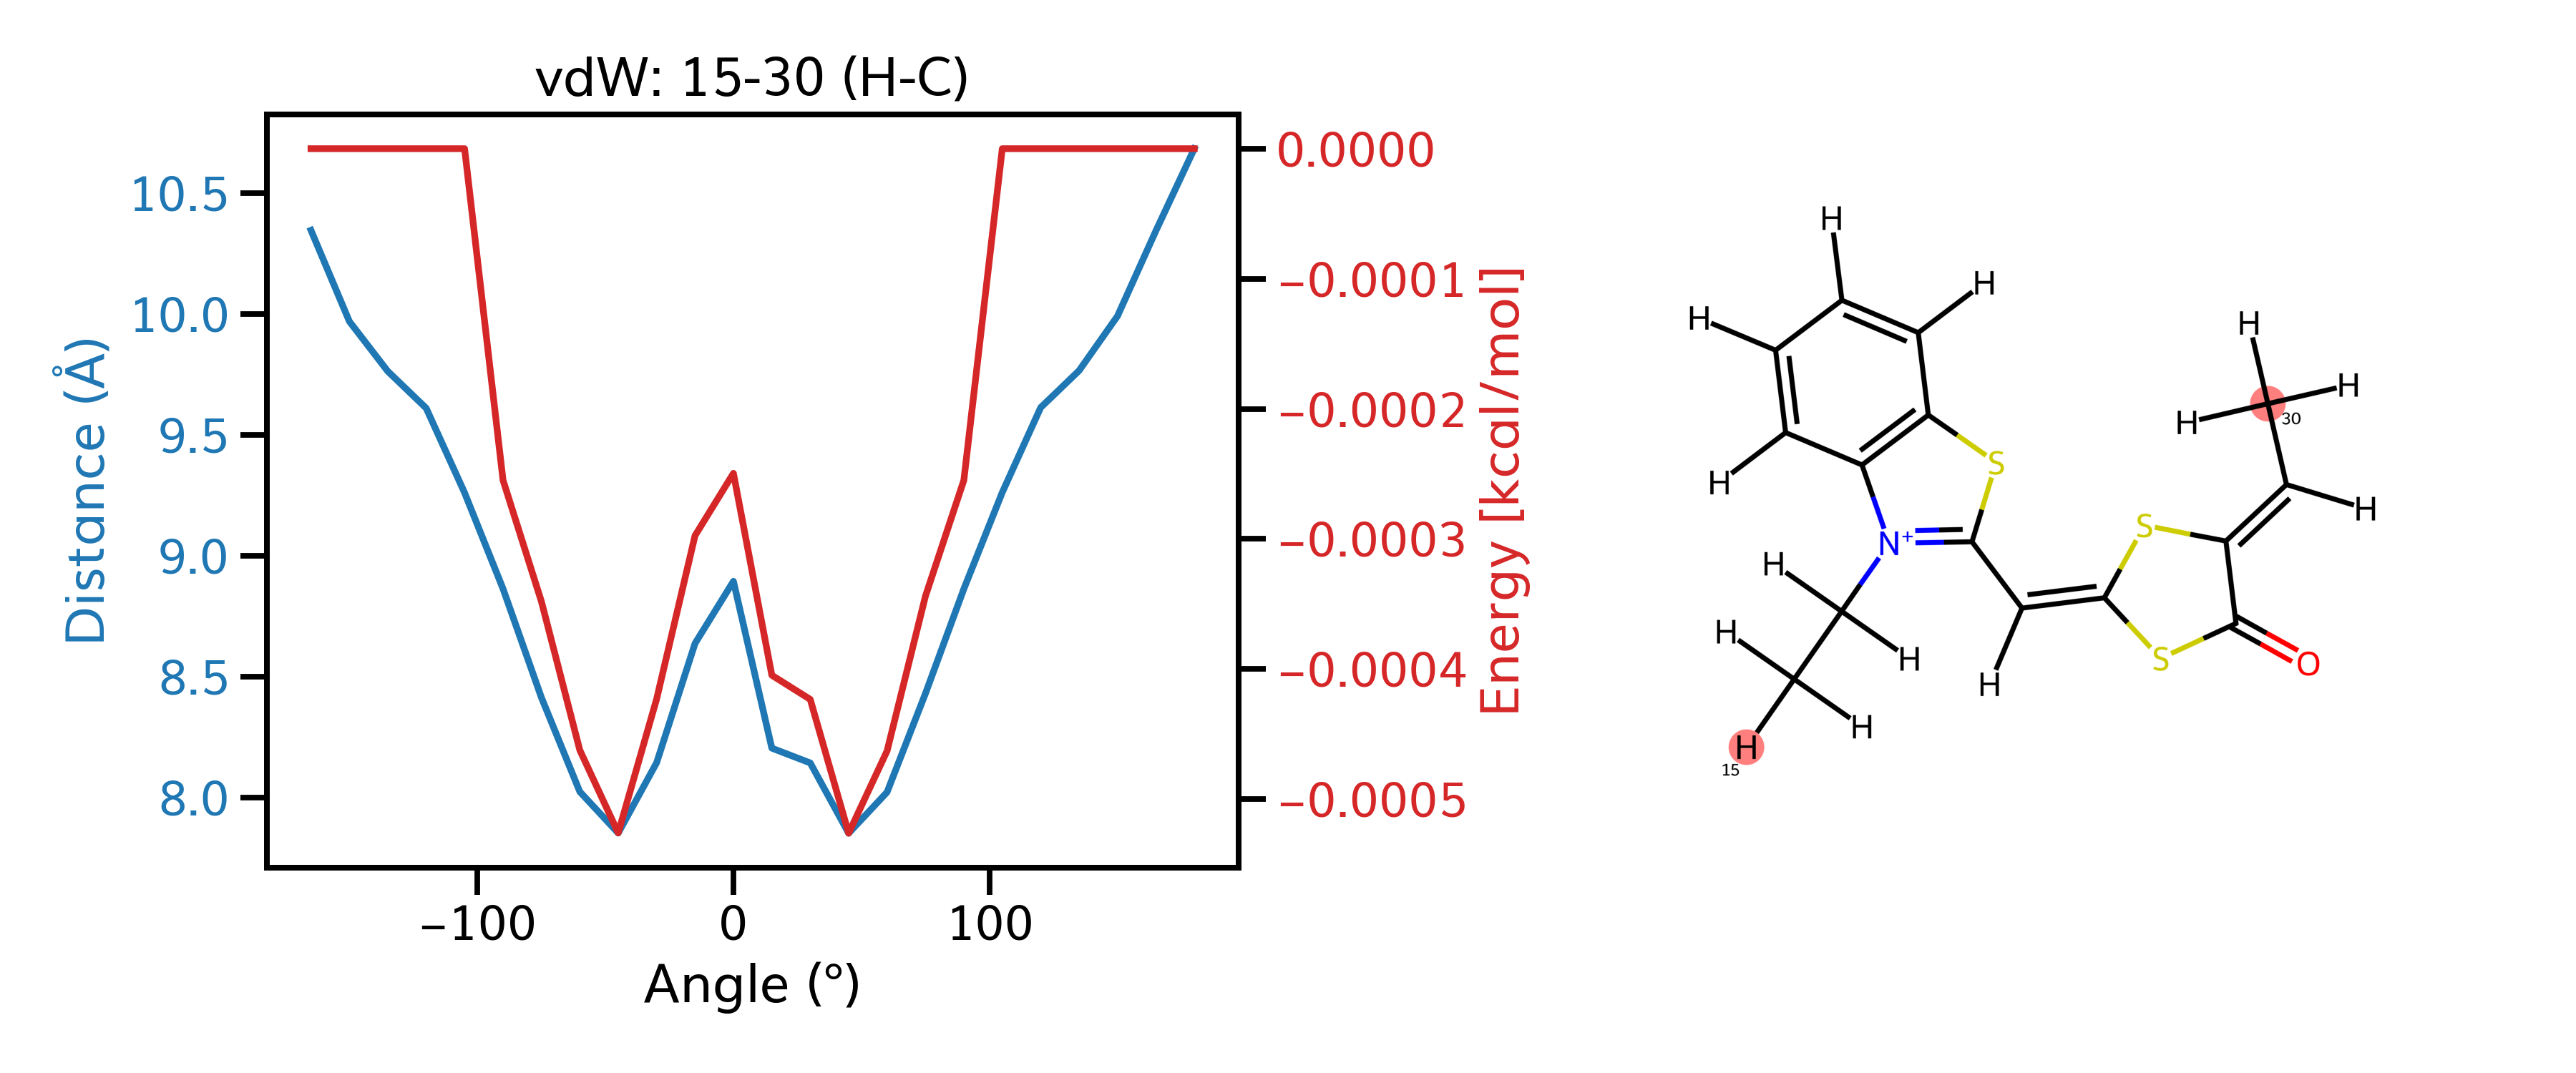 vdW: 15-30 (H-C)
10.5
10.0
9.5
9.0
8.5
8.0
Distance (Å)
0.0000
−0.0001
−0.0002
−0.0003
−0.0004
−0.0005
Energy [kcal/mol]
−100 0 100
Angle (°)
H
H
H
H
H
H
H
30
S
H
H
S
N+
H
H
H
S
O
H
H
H
15